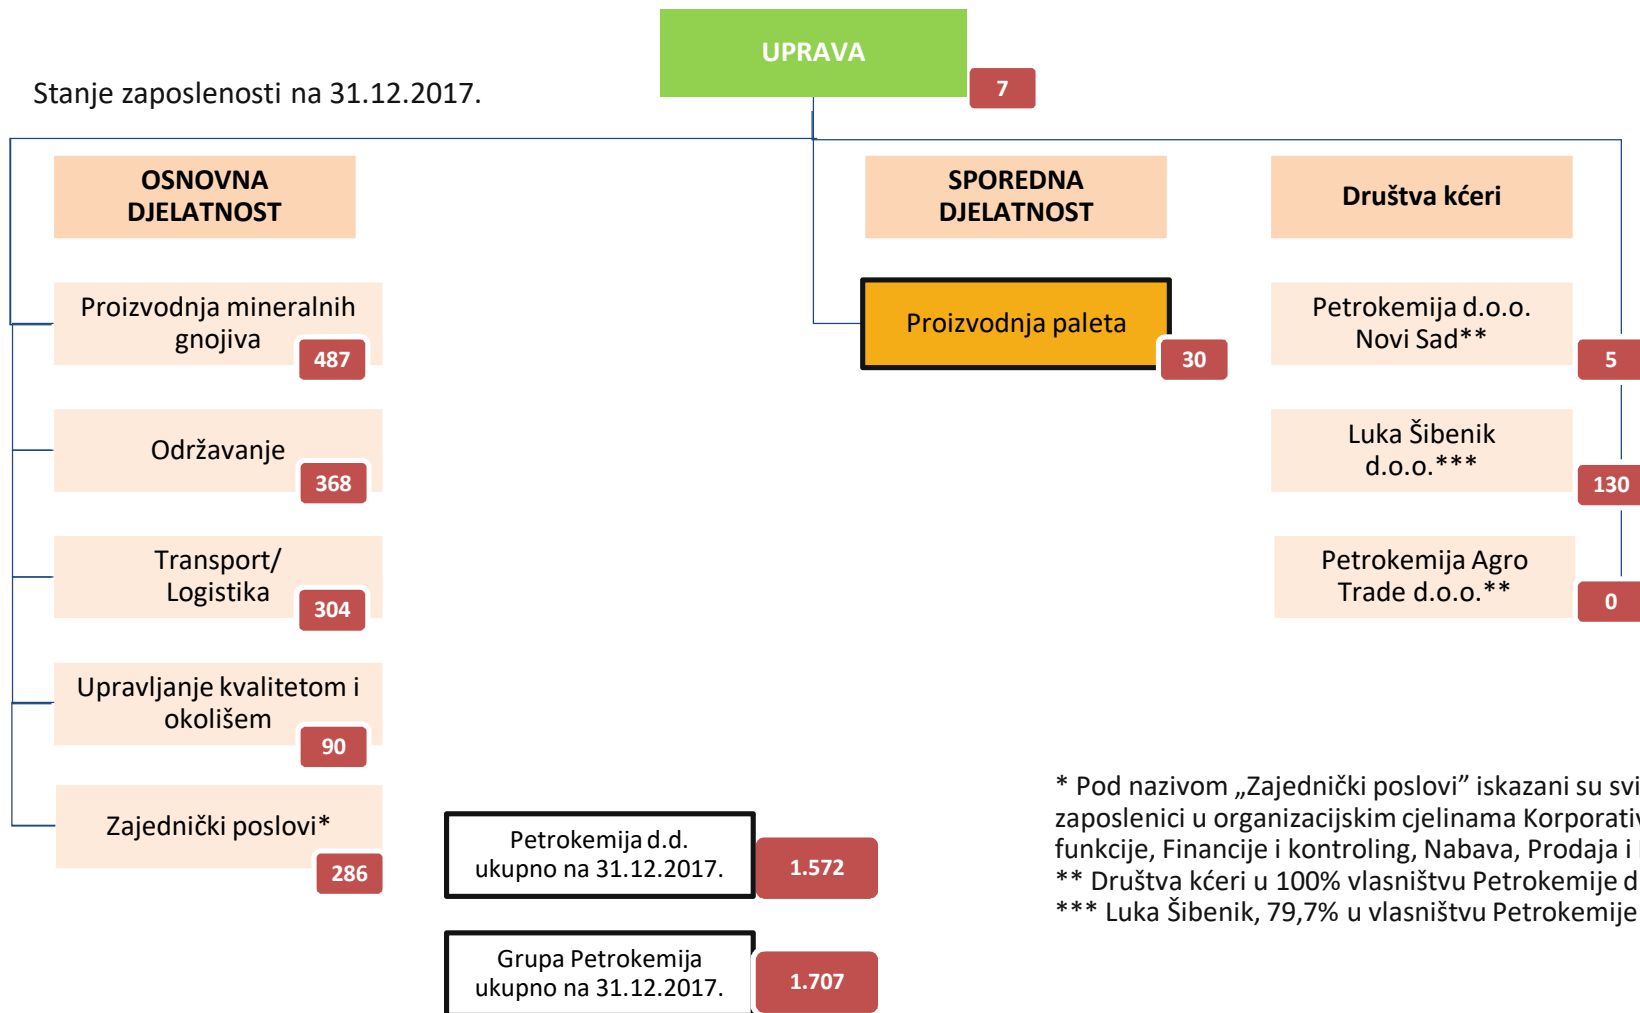 UPRAVA
7
Stanje zaposlenosti na 31.12.2017.
OSNOVNA
DJELATNOST
Proizvodnja mineralnih
gnojiva
487
Održavanje
368
Transport/
Logistika
304
Upravljanje kvalitetom i
okolišem
90
Zajednički poslovi*
286
SPOREDNA
DJELATNOST
Proizvodnja paleta
30
Društva kćeri
Petrokemija d.o.o.
Novi Sad**
5
Luka Šibenik
d.o.o.***
130
Petrokemija Agro
Trade d.o.o.**
0
Petrokemija d.d.
ukupno na 31.12.2017.
1.572
Grupa Petrokemija
ukupno na 31.12.2017.
1.707
* Pod nazivom „Zajednički poslovi” iskazani su svi
zaposlenici u organizacijskim cjelinama
funkcije, Financije i kontroling, Nabava, Prodaja i
** Društva kćeri u 100% vlasništvu Petrokemije
*** Luka Šibenik, 79,7% u vlasništvu Petrokemije